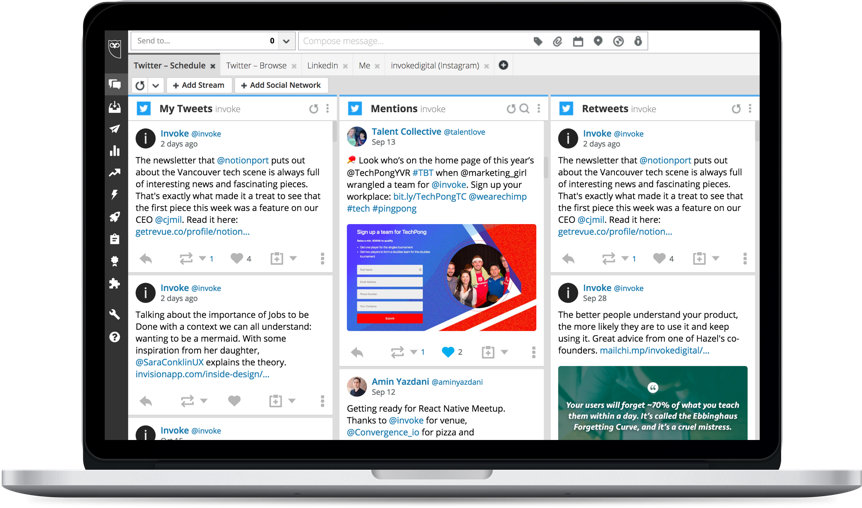 Send to... 0 Compose message...
Twitter – Schedule × Twitter – Browse × LinkedIn × Me × invokedigital (Instagram) ×
+ Add Stream + Add Social Network
My Tweets invoke
Invoke @invoke
2 days ago
The newsletter that @notionport puts out
about the Vancouver tech scene is always full
of interesting news and fascinating pieces.
That's exactly what made it a treat to see that
the first piece this week was a feature on our
CEO @cjmil. Read it here:
getrevue.co/profile/notion...
1 4
Invoke @invoke
2 days ago
Talking about the importance of Jobs to be
Done with a context we can all understand:
wanting to be a mermaid. With some
inspiration from her daughter,
@SaraConklinUX explains the theory.
invisionapp.com/inside-design/...
Invoke @invoke
Mentions invoke
Talent Collective @talentlove
Sep 13
Look who's on the home page of this year's
@TechPongYVR #TBT when @marketing_girl
wrangled a team for @invoke. Sign up your
workplace: bit.ly/TechPongTC @wearechimp
#tech #pingpong
Sign up a team for TechPong
Submit
1 2
Amin Yazdani @aminyazdani
Sep 12
Getting ready for React Native Meetup.
Thanks to @invoke for venue,
@Convergence_io for pizza and
Retweets invoke
Invoke @invoke
2 days ago
The newsletter that @notionport puts out
about the Vancouver tech scene is always full
of interesting news and fascinating pieces.
That's exactly what made it a treat to see that
the first piece this week was a feature on our
CEO @cjmil. Read it here:
getrevue.co/profile/notion...
1 4
Invoke @invoke
Sep 28
The better people understand your product,
the more likely they are to use it and keep
using it. Great advice from one of Hazel's co-
founders. mailchi.mp/invokedigital/...
Your users will forget ~70% of what you teach
them within a day. It's called the Ebbinghaus
Forgetting Curve, and it's a cruel mistress.